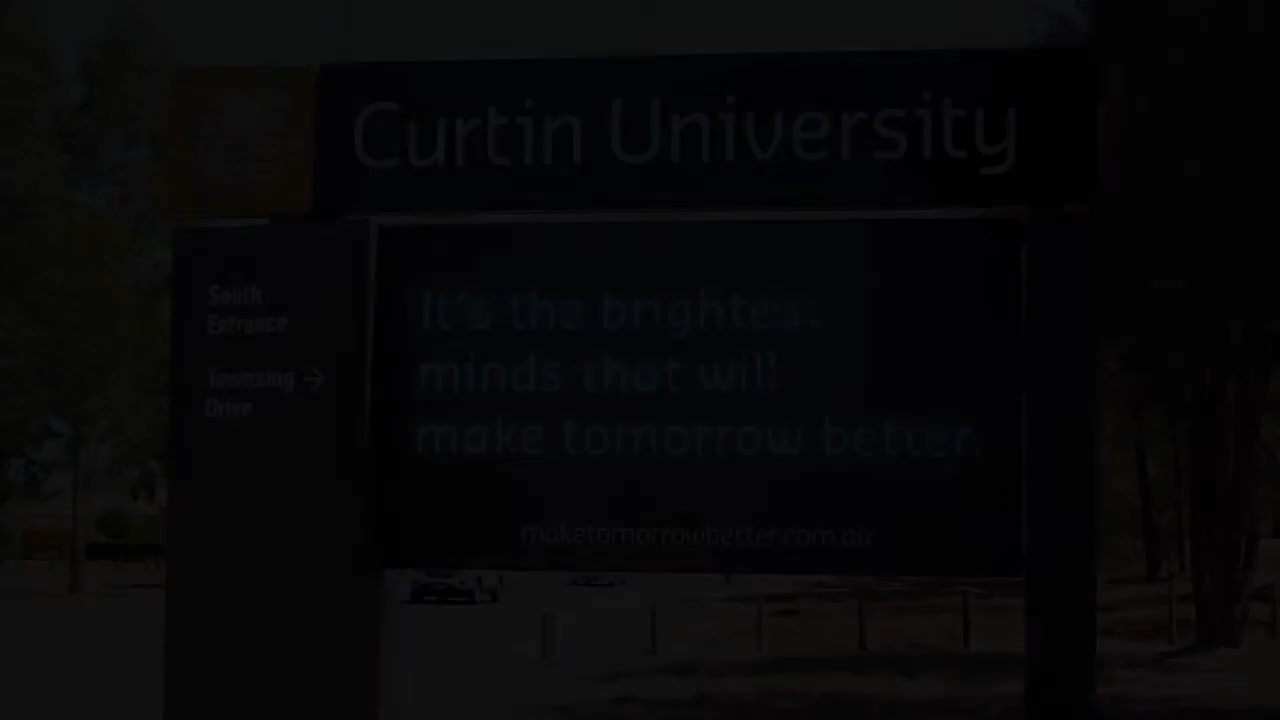 Curtin University
South
Entrance
Townsing →
Drive
It's the brightest
minds that will
make tomorrow better.
maketomorrowbetter.com.au